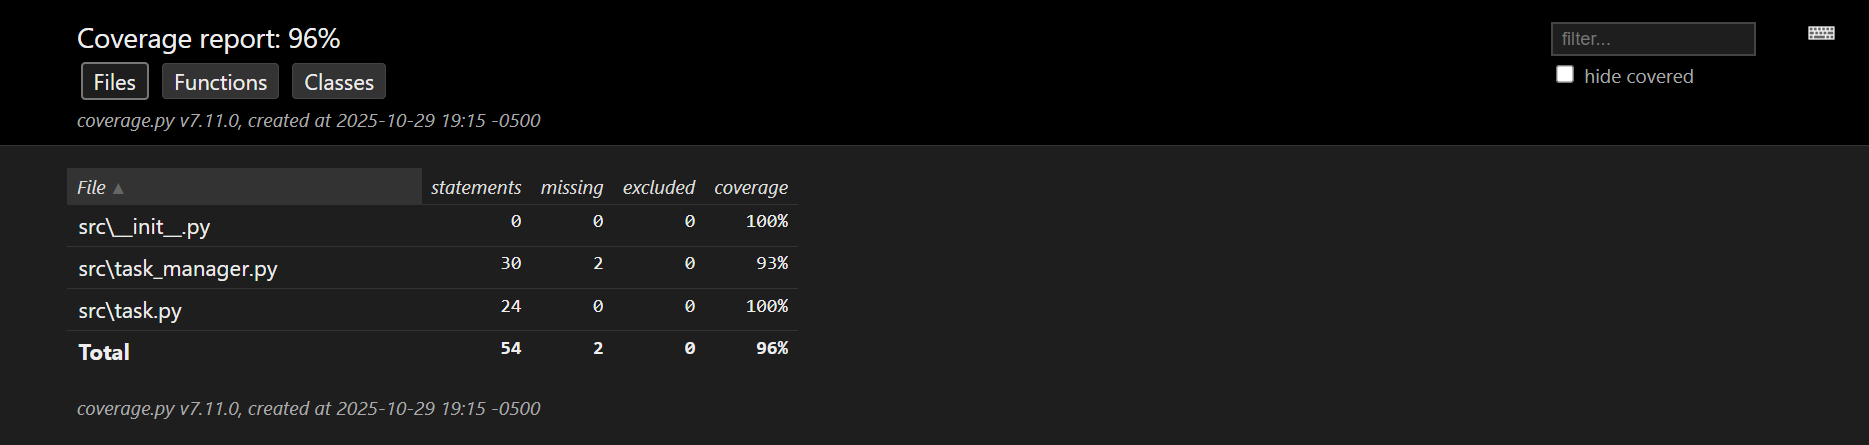 Coverage report: 96%
filter...
Files Functions Classes
hide covered
coverage.py v7.11.0, created at 2025-10-29 19:15 -0500
File ▲ statements missing excluded coverage
src\__init__.py 0 0 0 100%
src\task_manager.py 30 2 0 93%
src\task.py 24 0 0 100%
Total 54 2 0 96%
coverage.py v7.11.0, created at 2025-10-29 19:15 -0500